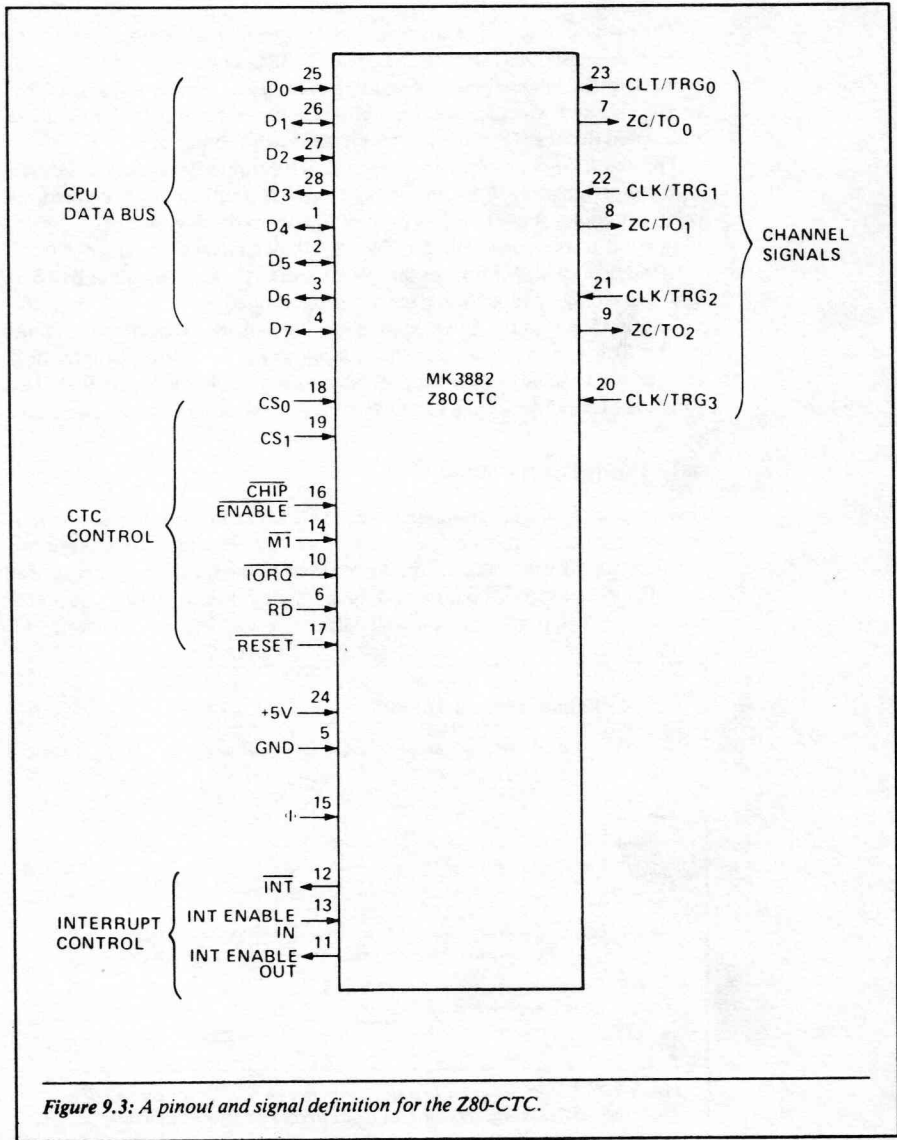 25
D0
26
D1
27
D2
28
D3
1
D4
2
D5
3
D6
4
D7
CPU
DATA BUS
18
CS0
19
CS1
16
CHIP
ENABLE
14
M1
10
IORQ
6
RD
17
RESET
CTC
CONTROL
24
+5V
5
GND
15
Φ
12
INT
13
INT ENABLE
IN
11
INT ENABLE
OUT
INTERRUPT
CONTROL
MK3882
Z80 CTC
23
CLT/TRG0
7
ZC/TO0
22
CLK/TRG1
8
ZC/TO1
21
CLK/TRG2
9
ZC/TO2
20
CLK/TRG3
CHANNEL
SIGNALS
Figure 9.3: A pinout and signal definition for the Z80-CTC.